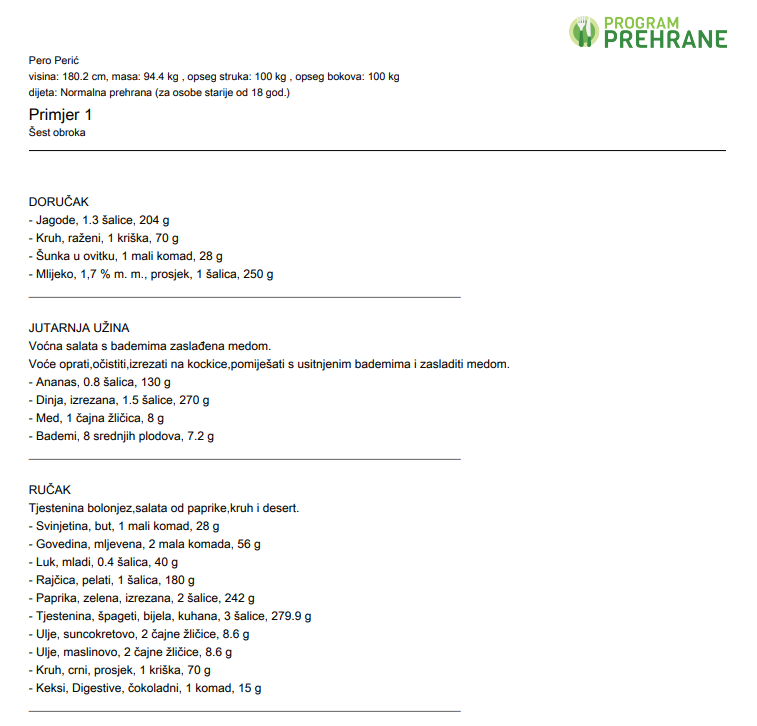 PROGRAM
PREHRANE
Pero Perić
visina: 180.2 cm, masa: 94.4 kg , opseg struka: 100 kg , opseg bokova: 100 kg
dijeta: Normalna prehrana (za osobe starije od 18 god.)
Primjer 1
Šest obroka
DORUČAK
- Jagode, 1.3 šalice, 204 g
- Kruh, raženi, 1 kriška, 70 g
- Šunka u ovitku, 1 mali komad, 28 g
- Mlijeko, 1,7 % m. m., prosjek, 1 šalica, 250 g
JUTARNJA UŽINA
Voćna salata s bademima zaslađena medom.
Voće oprati,očistiti,izrezati na kockice,pomiješati s usitnjenim bademima i zasladiti medom.
- Ananas, 0.8 šalica, 130 g
- Dinja, izrezana, 1.5 šalice, 270 g
- Med, 1 čajna žličica, 8 g
- Bademi, 8 srednjih plodova, 7.2 g
RUČAK
Tjestenina bolonjez,salata od paprike,kruh i desert.
- Svinjetina, but, 1 mali komad, 28 g
- Govedina, mljevena, 2 mala komada, 56 g
- Luk, mladi, 0.4 šalica, 40 g
- Rajčica, pelati, 1 šalica, 180 g
- Paprika, zelena, izrezana, 2 šalice, 242 g
- Tjestenina, špageti, bijela, kuhana, 3 šalice, 279.9 g
- Ulje, suncokretovo, 2 čajne žličice, 8.6 g
- Ulje, maslinovo, 2 čajne žličice, 8.6 g
- Kruh, crni, prosjek, 1 kriška, 70 g
- Keksi, Digestive, čokoladni, 1 komad, 15 g